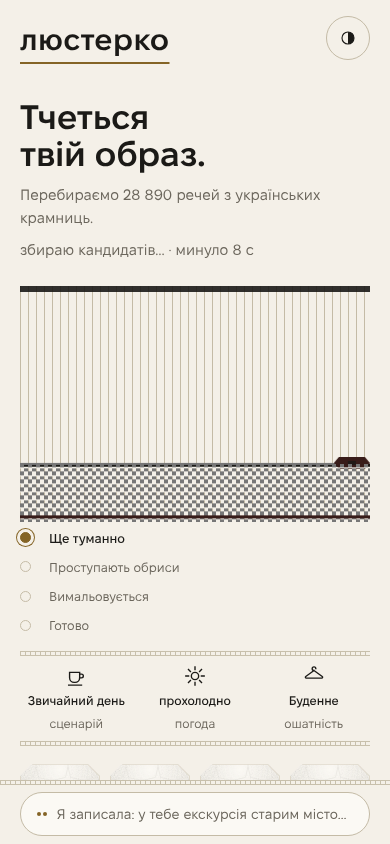 люстерко
Тчеться
твій образ.
Перебираємо 28 890 речей з українських
крамниць.
збираю кандидатів… · минуло 8 с
Ще туманно
Проступають обриси
Вимальовується
Готово
Звичайний день
сценарій
прохолодно
погода
Буденне
ошатність
Я записала: у тебе екскурсія старим місто…